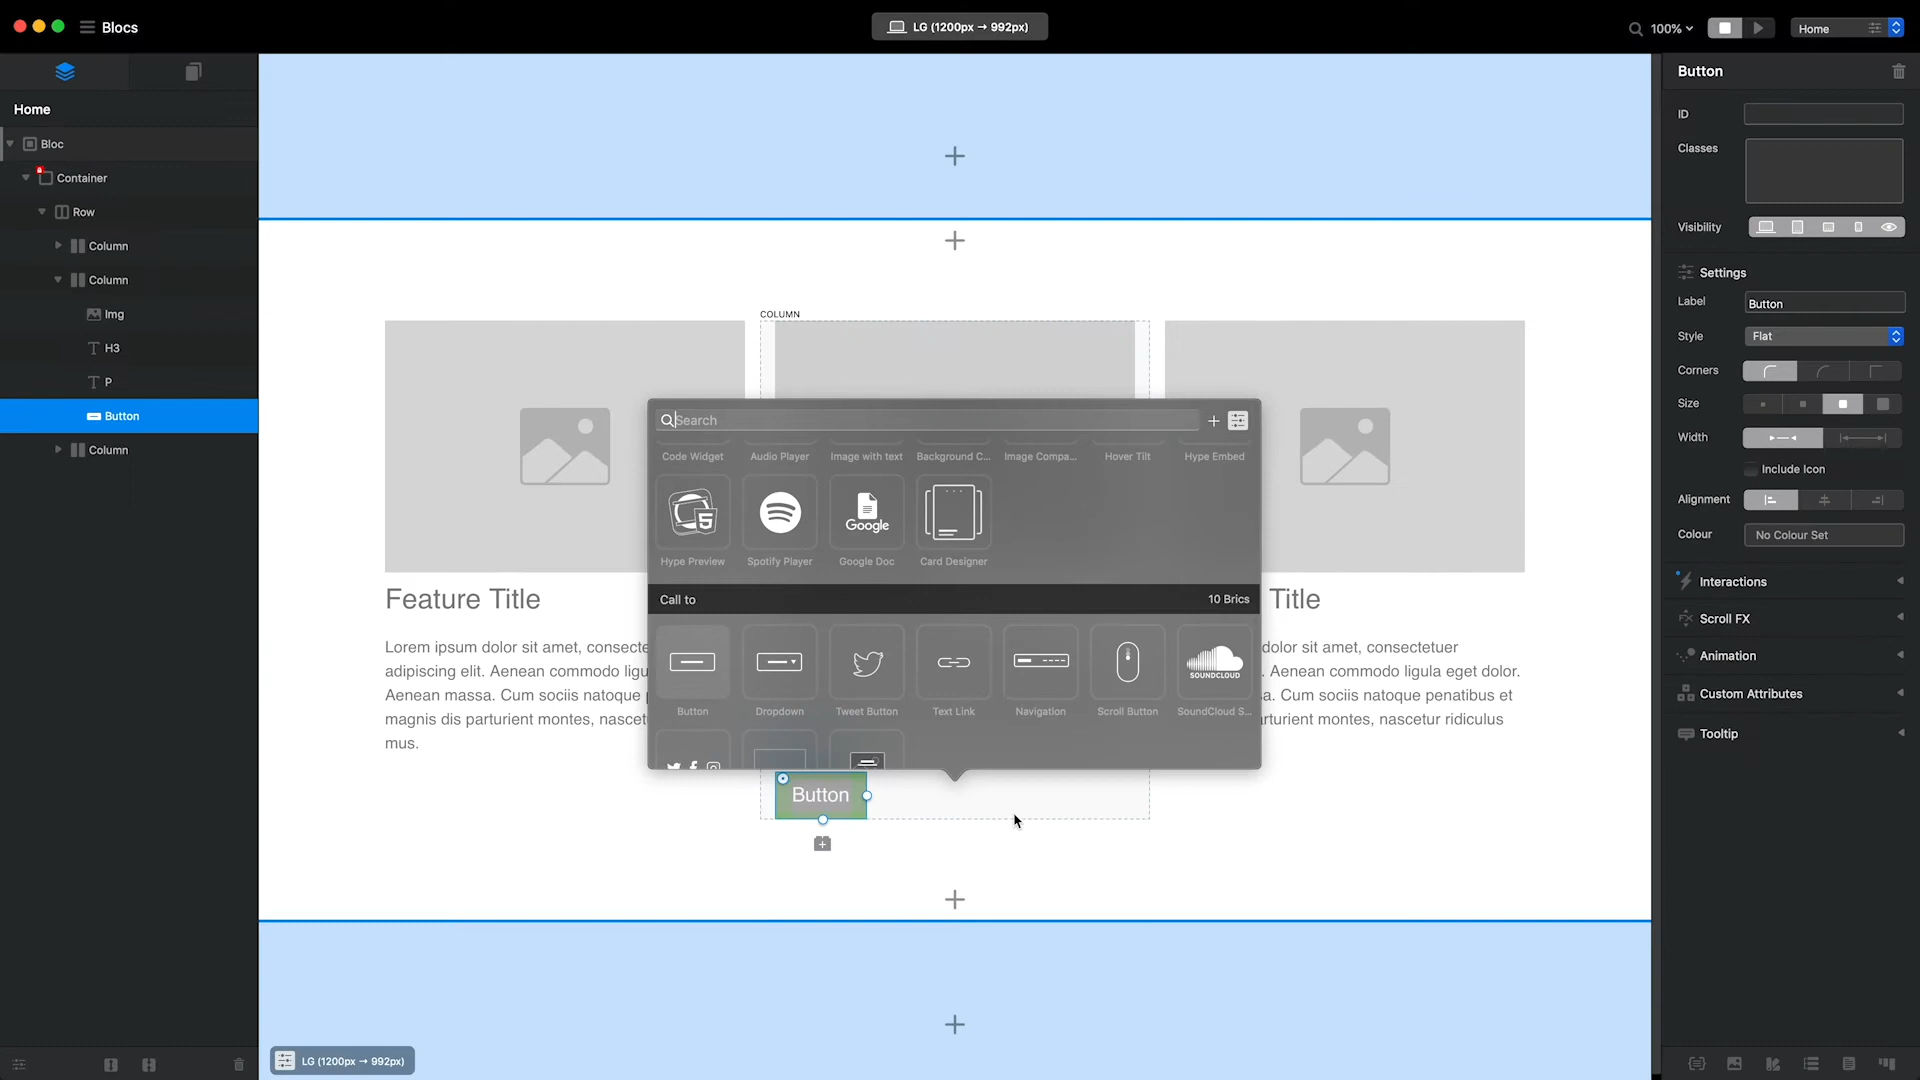 Blocs
LG (1200px → 992px)
100%
Home
Home
Bloc
Container
Row
Column
Column
Img
H3
P
Button
Column
COLUMN
Search
Code Widget
Audio Player
Image with text
Background C...
Image Compa...
Hover Tilt
Hype Embed
5
Google
Hype Preview
Spotify Player
Google Doc
Card Designer
Call to
10 Brics
SOUNDCLOUD
Button
Dropdown
Tweet Button
Text Link
Navigation
Scroll Button
SoundCloud S...
Feature Title
Lorem ipsum dolor sit amet, consecte
adipiscing elit. Aenean commodo ligu
Aenean massa. Cum sociis natoque p
magnis dis parturient montes, nascet
mus.
Title
dolor sit amet, consectetuer
. Aenean commodo ligula eget dolor.
sa. Cum sociis natoque penatibus et
arturient montes, nascetur ridiculus
Button
LG (1200px → 992px)
Button
ID
Classes
Visibility
Settings
Label
Button
Style
Flat
Corners
Size
Width
Include Icon
Alignment
Colour
No Colour Set
Interactions
Scroll FX
Animation
Custom Attributes
Tooltip